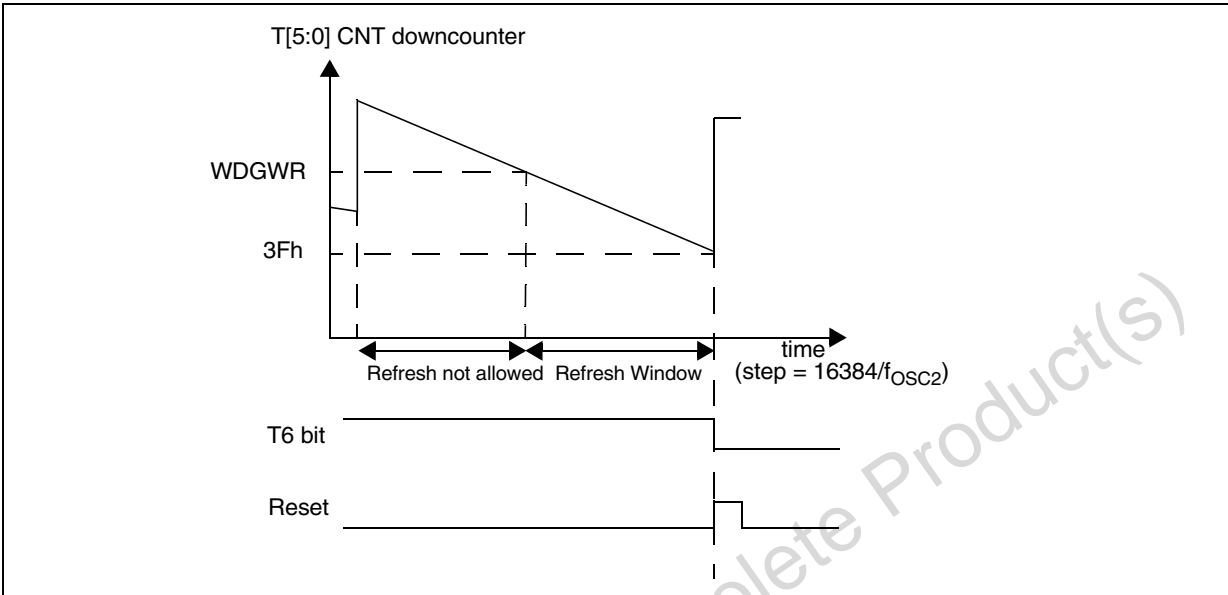 T[5:0] CNT downcounter
WDGWR
3Fh
time
Refresh not allowed Refresh Window (step = 16384/fOSC2)
T6 bit
Reset
olete Product(s)